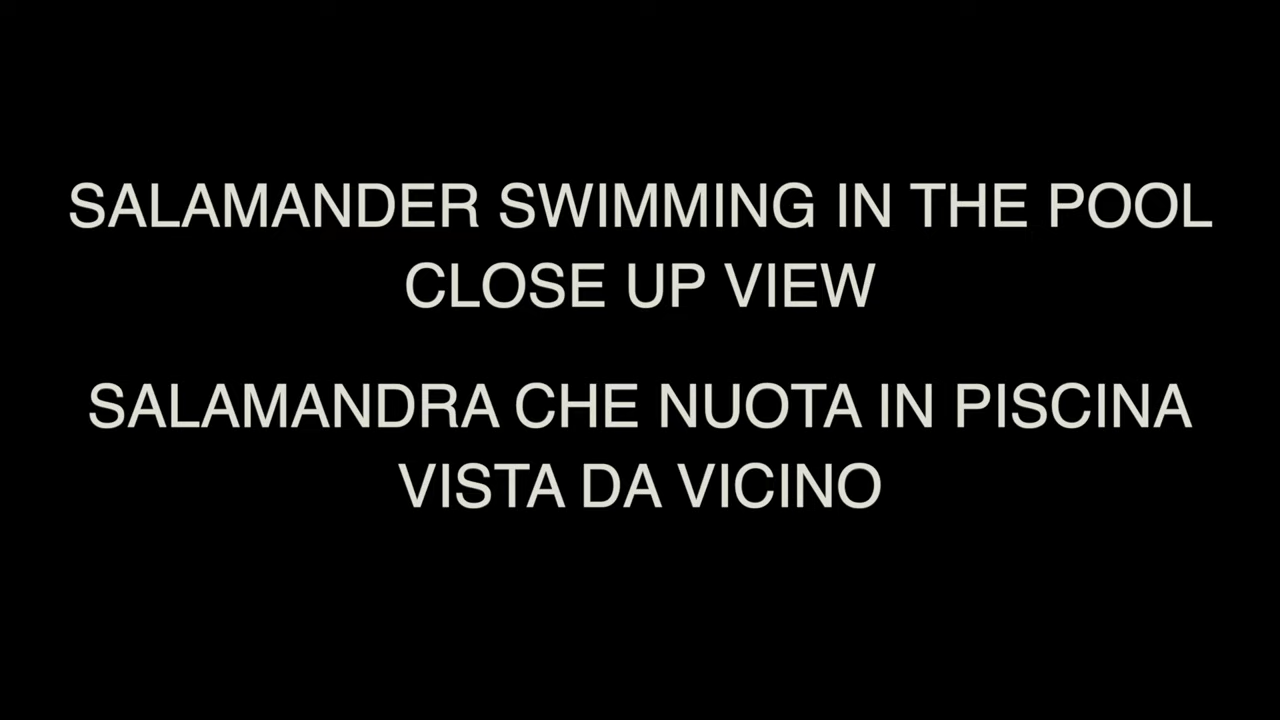 SALAMANDER SWIMMING IN THE POOL
CLOSE UP VIEW
SALAMANDRA CHE NUOTA IN PISCINA
VISTA DA VICINO